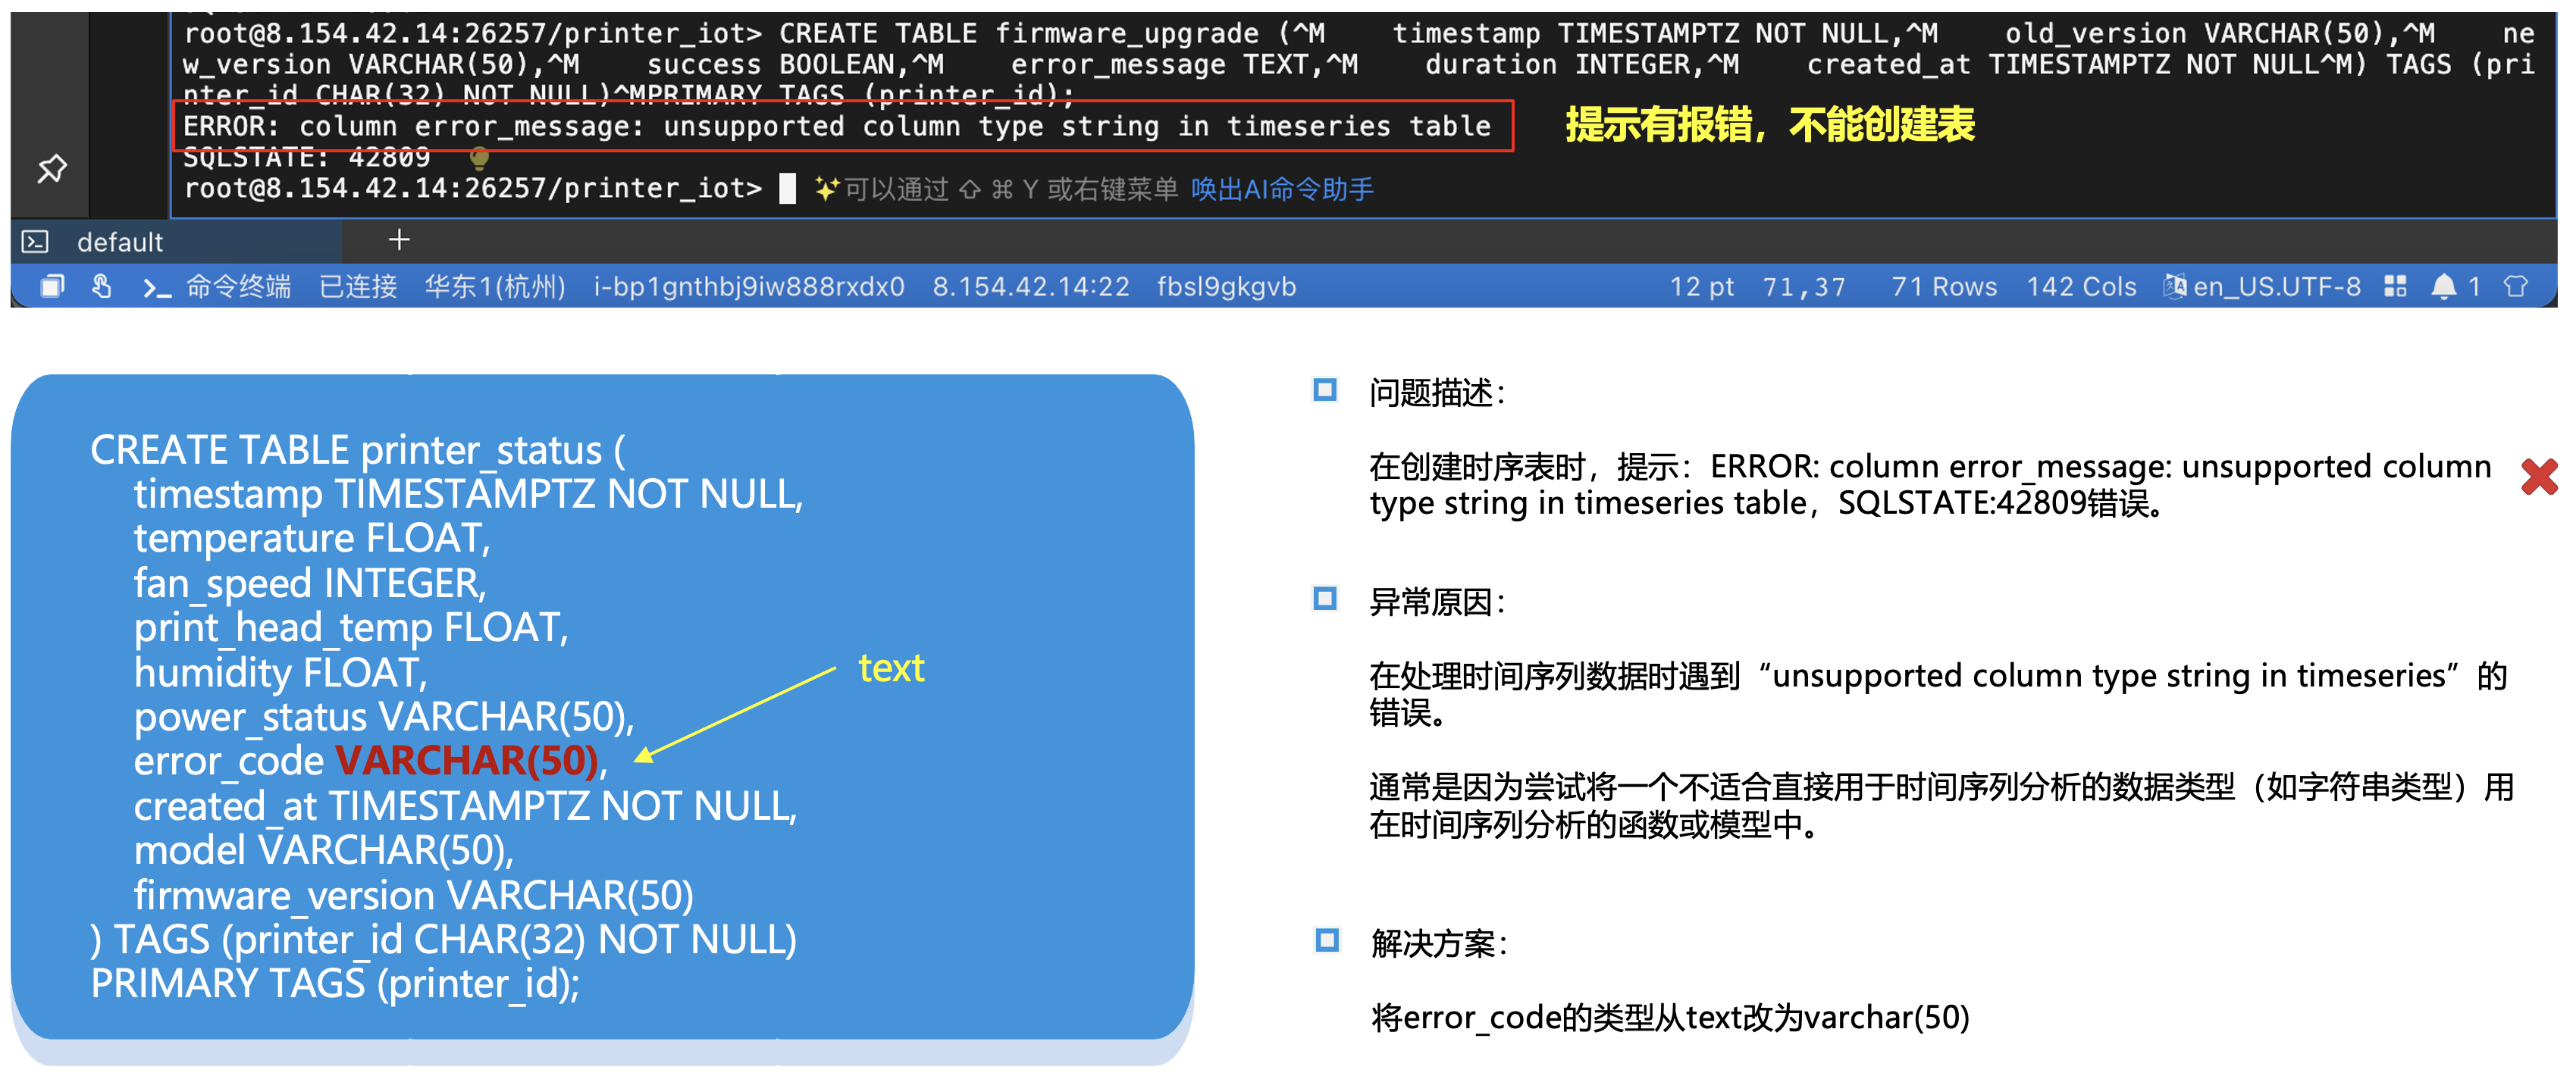 root@8.154.42.14:26257/printer_iot> CREATE TABLE firmware_upgrade (^M    timestamp TIMESTAMPTZ NOT NULL,^M    old_version VARCHAR(50),^M    ne
w_version VARCHAR(50),^M    success BOOLEAN,^M    error_message TEXT,^M    duration INTEGER,^M    created_at TIMESTAMPTZ NOT NULL^M) TAGS (pri
nter_id CHAR(32) NOT NULL)^MPRIMARY TAGS (printer_id);
ERROR: column error_message: unsupported column type string in timeseries table
提示有报错，不能创建表
SQLSTATE: 42809
root@8.154.42.14:26257/printer_iot> ✨可以通过 ⇧ ⌘ Y 或右键菜单 唤出AI命令助手
default +
命令终端 已连接 华东1(杭州) i-bp1gnthbj9iw888rxdx0 8.154.42.14:22 fbsl9gkgvb 12 pt 71,37 71 Rows 142 Cols en_US.UTF-8 1
CREATE TABLE printer_status (
timestamp TIMESTAMPTZ NOT NULL,
temperature FLOAT,
fan_speed INTEGER,
print_head_temp FLOAT,
humidity FLOAT,
text
power_status VARCHAR(50),
error_code VARCHAR(50),
created_at TIMESTAMPTZ NOT NULL,
model VARCHAR(50),
firmware_version VARCHAR(50)
) TAGS (printer_id CHAR(32) NOT NULL)
PRIMARY TAGS (printer_id);
问题描述：
在创建时序表时，提示：ERROR: column error_message: unsupported column
type string in timeseries table，SQLSTATE:42809错误。
异常原因：
在处理时间序列数据时遇到“unsupported column type string in timeseries”的
错误。
通常是因为尝试将一个不适合直接用于时间序列分析的数据类型（如字符串类型）用
在时间序列分析的函数或模型中。
解决方案：
将error_code的类型从text改为varchar(50)